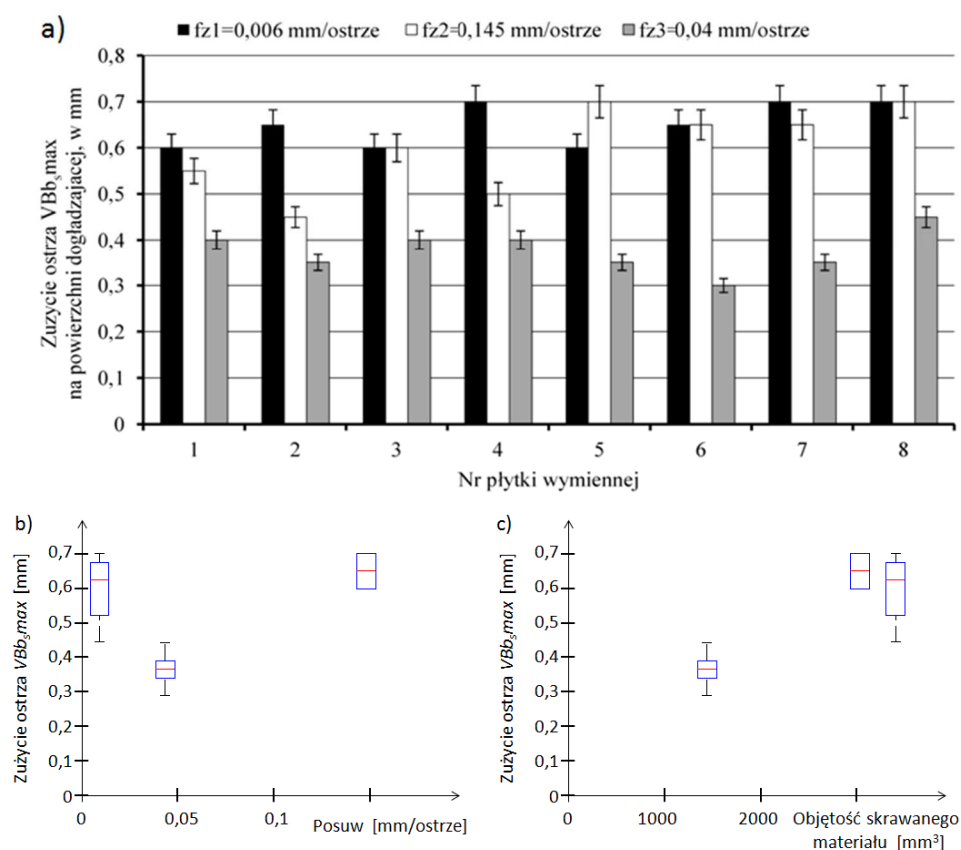 a)
fz1=0,006 mm/ostrze fz2=0,145 mm/ostrze fz3=0,04 mm/ostrze
Zuzycie ostrza VBbsmax
na powierzchni dogładzajacej, w mm
0,8
0,7
0,6
0,5
0,4
0,3
0,2
0,1
0
1 2 3 4 5 6 7 8
Nr płytki wymiennej
b)
Zużycie ostrza VBbsmax [mm]
0,7
0,6
0,5
0,4
0,3
0,2
0,1
0
0 0,05 0,1 Posuw [mm/ostrze]
c)
Zużycie ostrza VBbsmax [mm]
0,7
0,6
0,5
0,4
0,3
0,2
0,1
0
0 1000 2000 Objętość skrawanego
materiału [mm³]